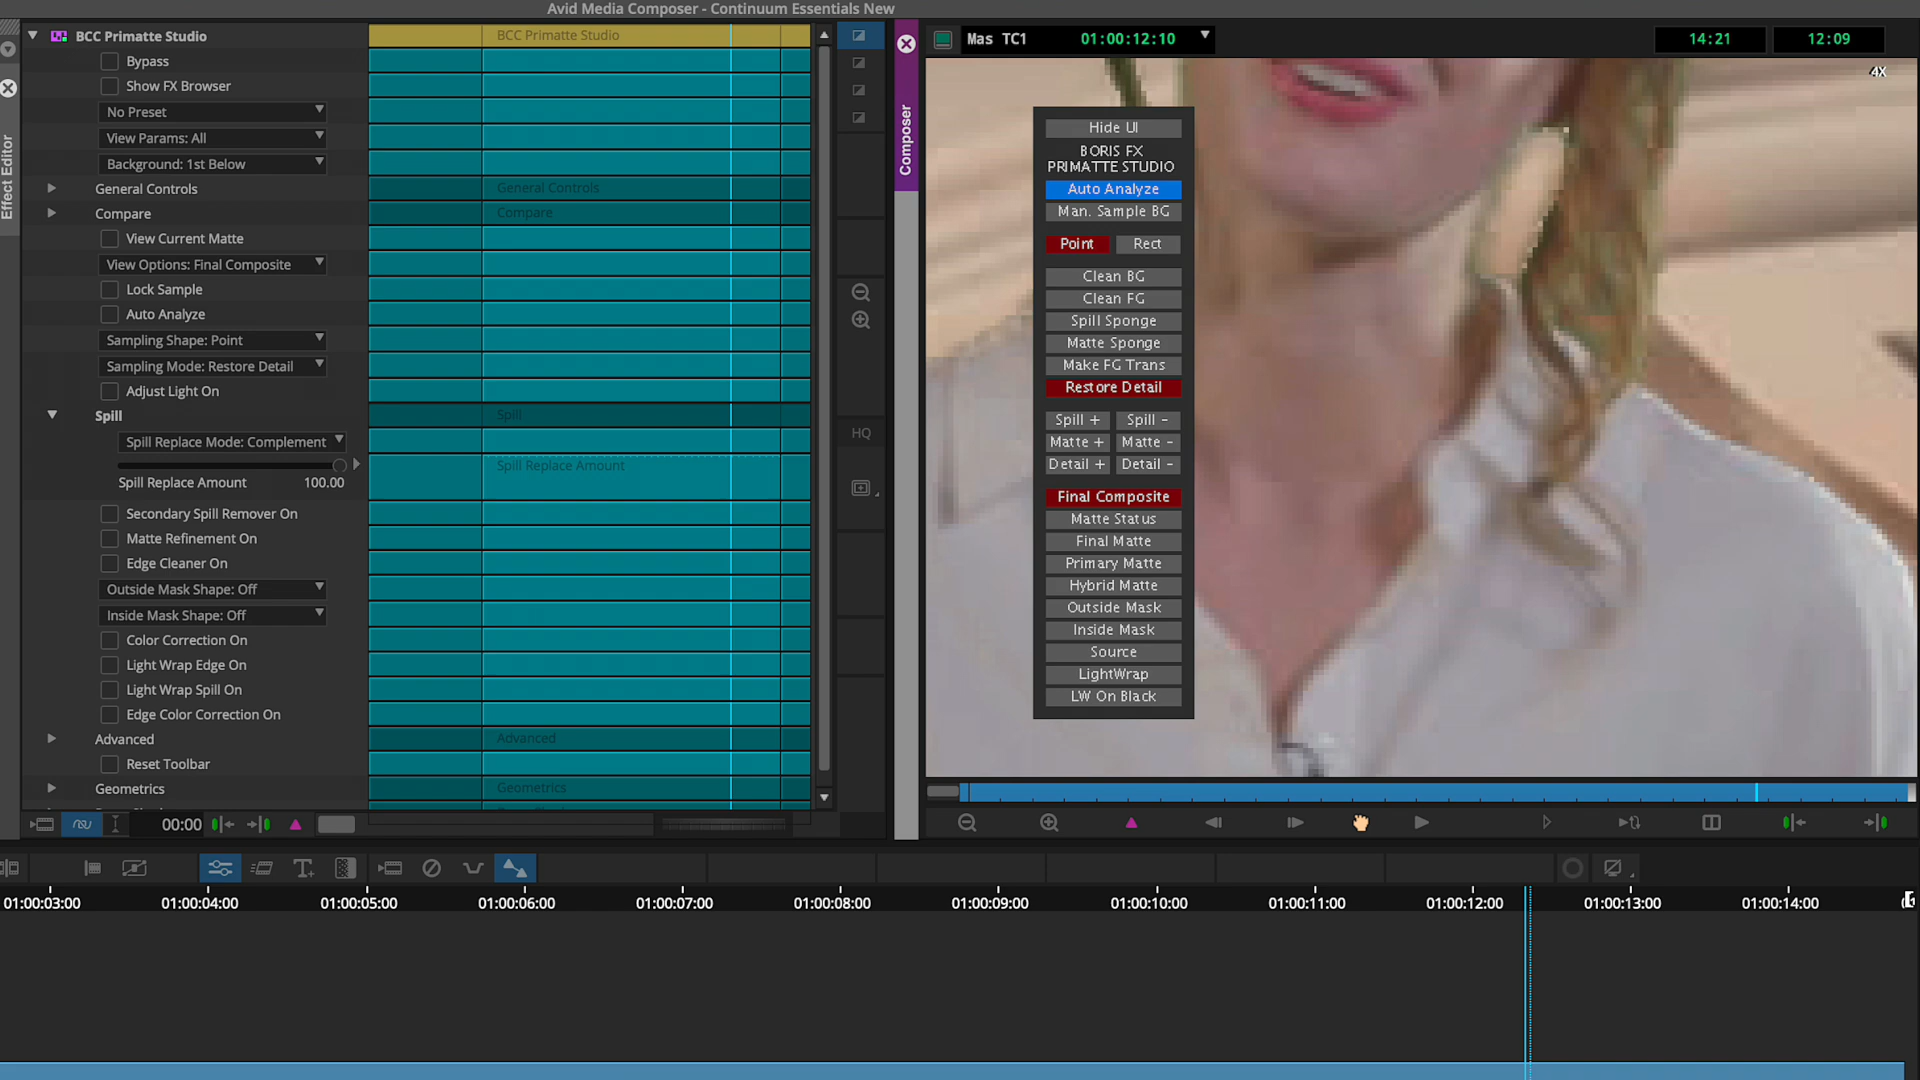 Avid Media Composer - Continuum Essentials New
BCC Primatte Studio
Bypass
Show FX Browser
No Preset
View Params: All
Background: 1st Below
General Controls
Compare
View Current Matte
View Options: Final Composite
Lock Sample
Auto Analyze
Sampling Shape: Point
Sampling Mode: Restore Detail
Adjust Light On
Spill
Spill Replace Mode: Complement
Spill Replace Amount 100.00
Secondary Spill Remover On
Matte Refinement On
Edge Cleaner On
Outside Mask Shape: Off
Inside Mask Shape: Off
Color Correction On
Light Wrap Edge On
Light Wrap Spill On
Edge Color Correction On
Advanced
Reset Toolbar
Geometrics
Effect Editor
BCC Primatte Studio
General Controls
Compare
Spill
Spill Replace Amount
Advanced
Geometrics
HQ
00:00
Composer
Mas TC1 01:00:12:10 14:21 12:09
4X
Hide UI
BORIS FX
PRIMATTE STUDIO
Auto Analyze
Man. Sample BG
Point Rect
Clean BG
Clean FG
Spill Sponge
Matte Sponge
Make FG Trans
Restore Detail
Spill + Spill -
Matte + Matte -
Detail + Detail -
Final Composite
Matte Status
Final Matte
Primary Matte
Hybrid Matte
Outside Mask
Inside Mask
Source
LightWrap
LW On Black
01:00:03:00 01:00:04:00 01:00:05:00 01:00:06:00 01:00:07:00 01:00:08:00 01:00:09:00 01:00:10:00 01:00:11:00 01:00:12:00 01:00:13:00 01:00:14:00